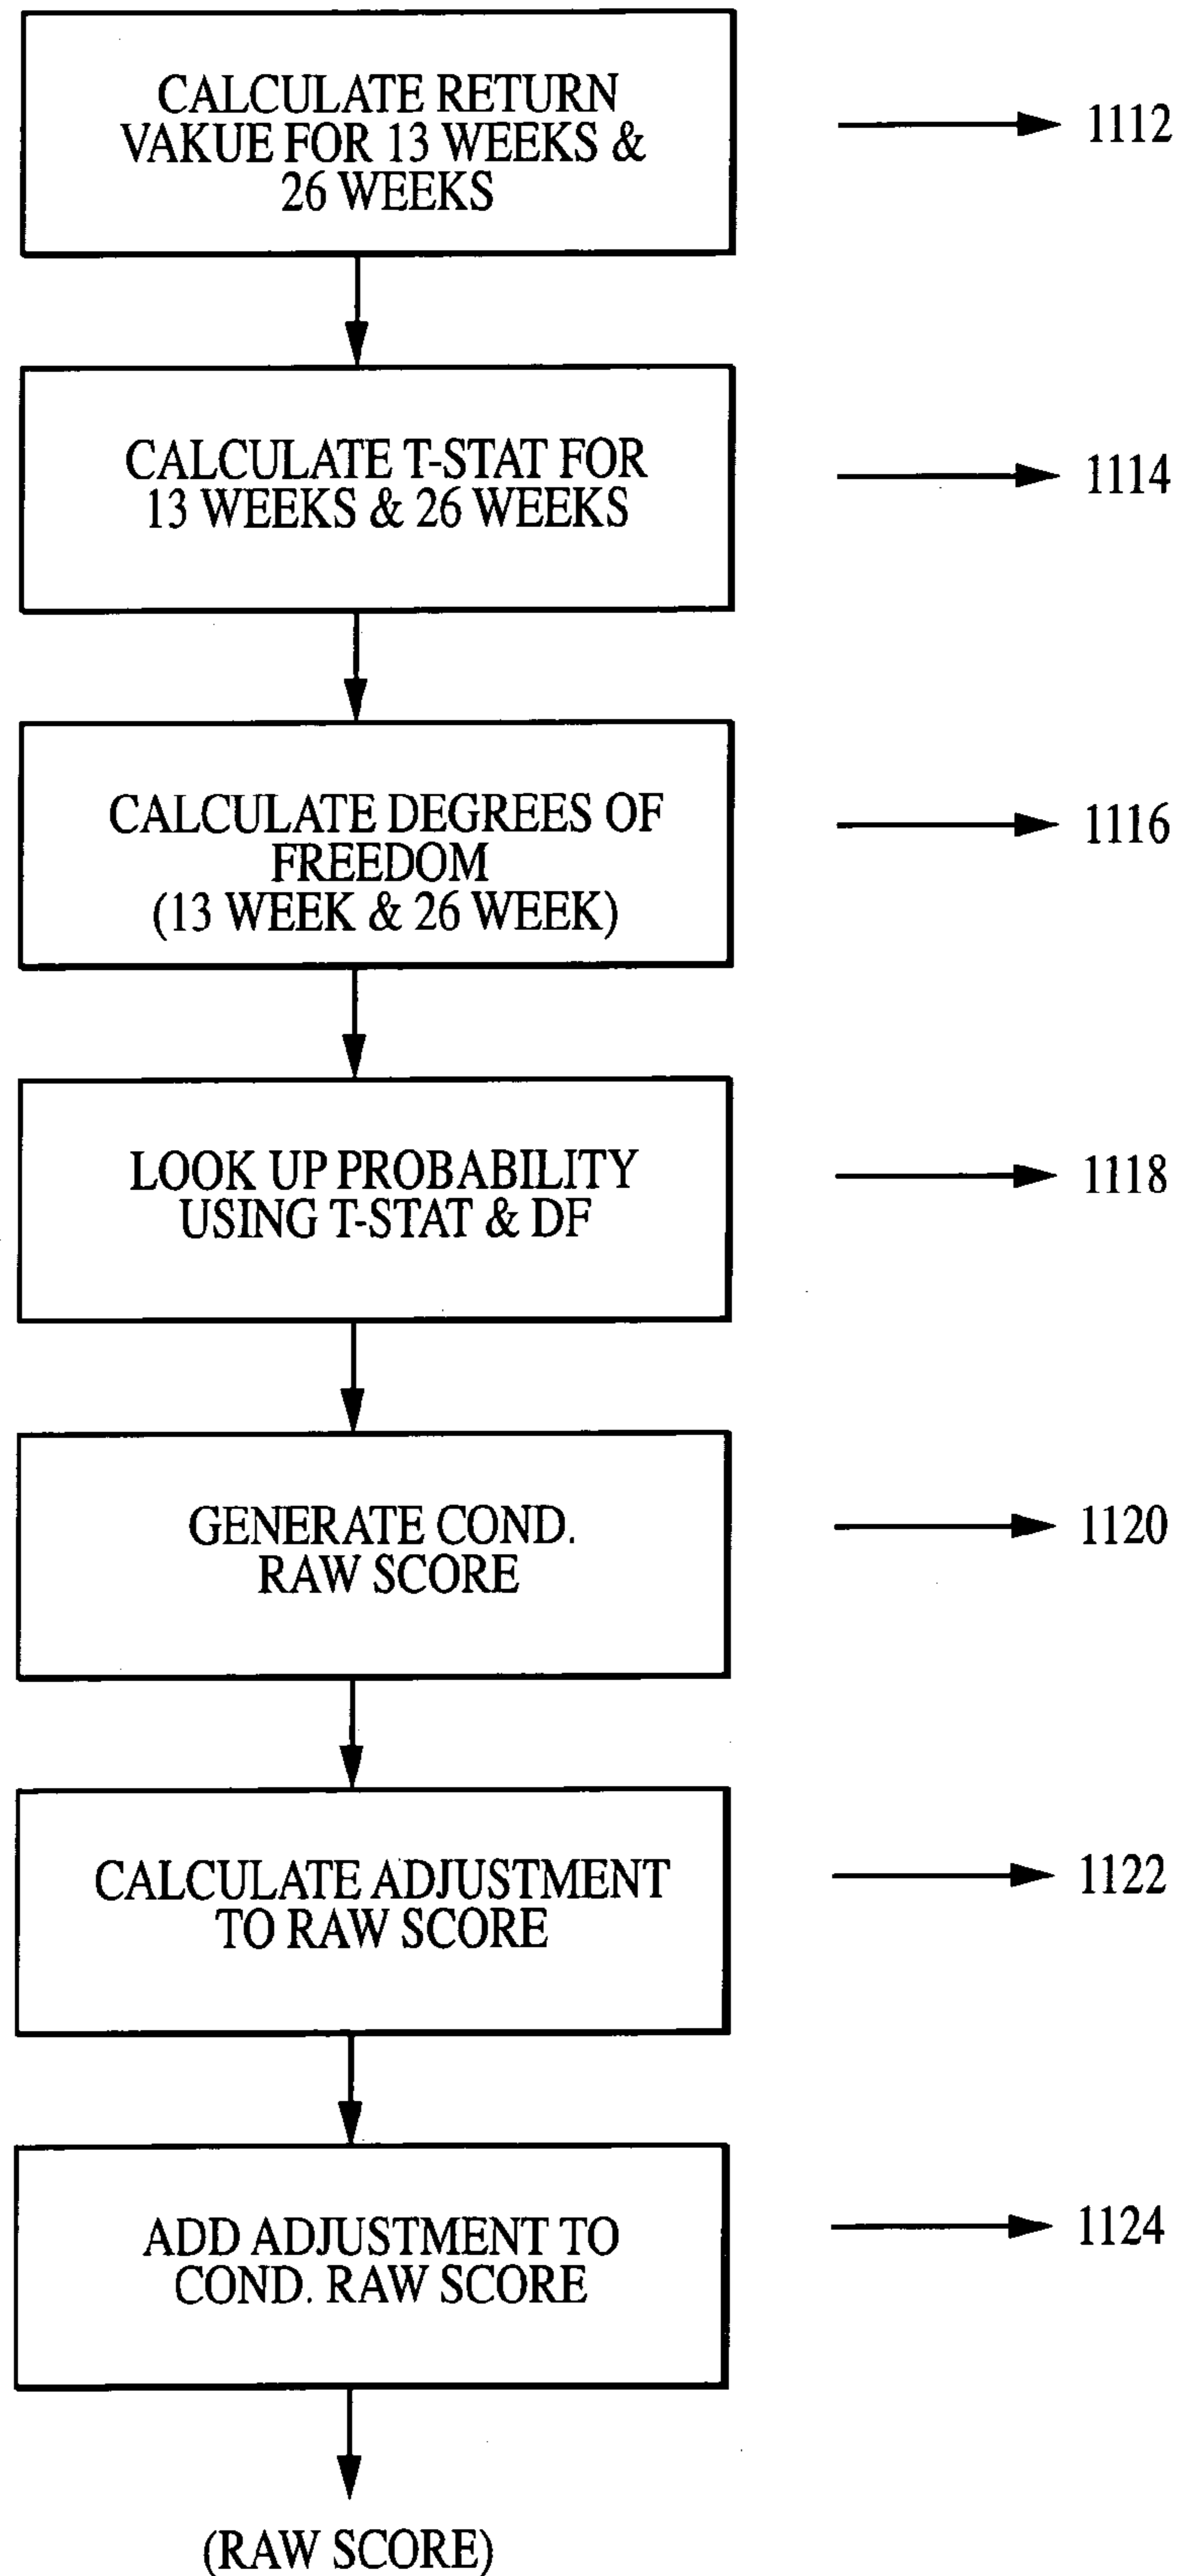 CALCULATE RETURN
VAKUE FOR 13 WEEKS &
26 WEEKS
1112
CALCULATE T-STAT FOR
13 WEEKS & 26 WEEKS
1114
CALCULATE DEGREES OF
FREEDOM
(13 WEEK & 26 WEEK)
1116
LOOK UP PROBABILITY
USING T-STAT & DF
1118
GENERATE COND.
RAW SCORE
1120
CALCULATE ADJUSTMENT
TO RAW SCORE
1122
ADD ADJUSTMENT TO
COND. RAW SCORE
1124
(RAW SCORE)